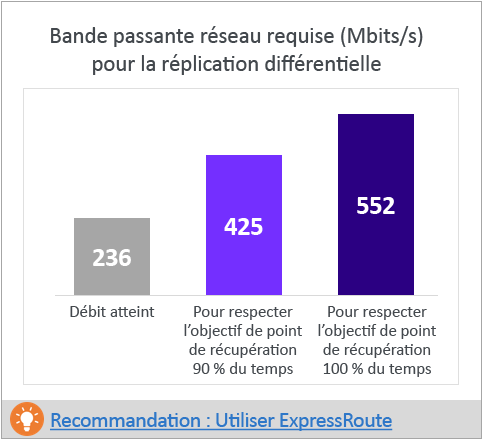 Bande passante réseau requise (Mbits/s)
pour la réplication différentielle
236
425
552
Débit atteint
Pour respecter
l'objectif de point
de récupération
90 % du temps
Pour respecter
l'objectif de point
de récupération
100 % du temps
Recommandation : Utiliser ExpressRoute